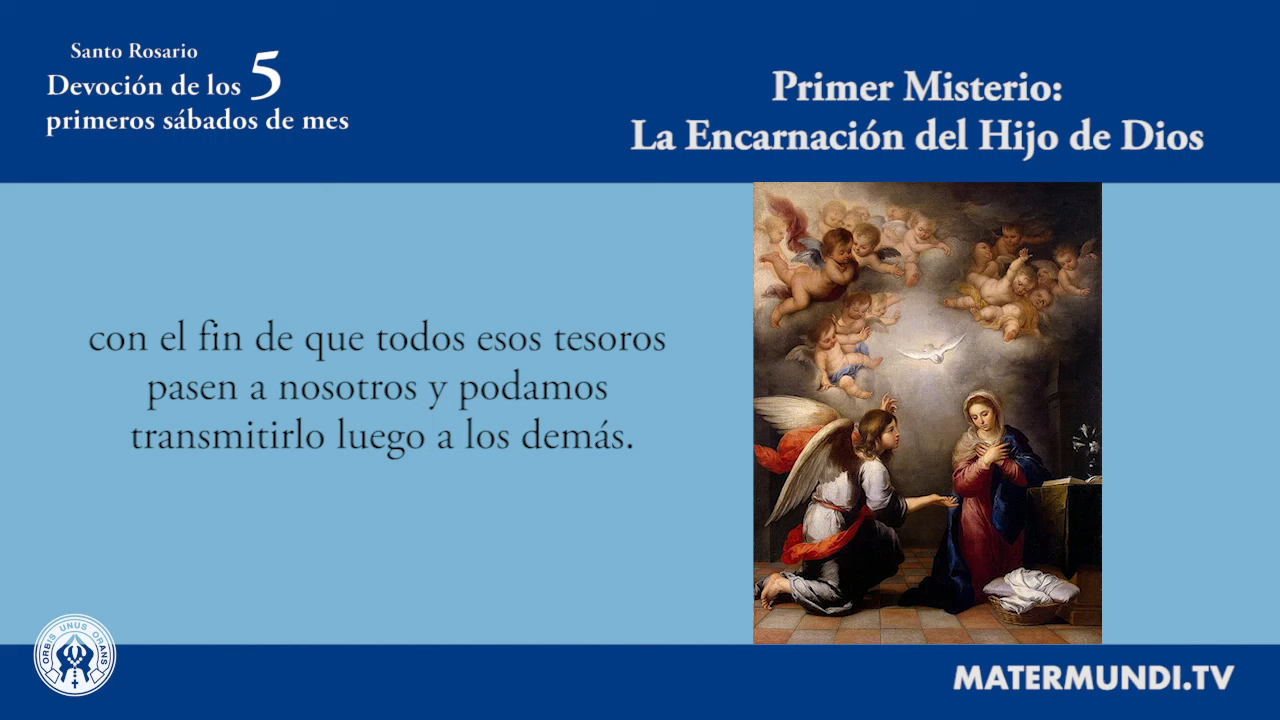 Santo Rosario
Devoción de los 5
primeros sábados de mes
Primer Misterio:
La Encarnación del Hijo de Dios
con el fin de que todos esos tesoros
pasen a nosotros y podamos
transmitirlo luego a los demás.
ORBIS UNUS ORANS
MATERMUNDI.TV